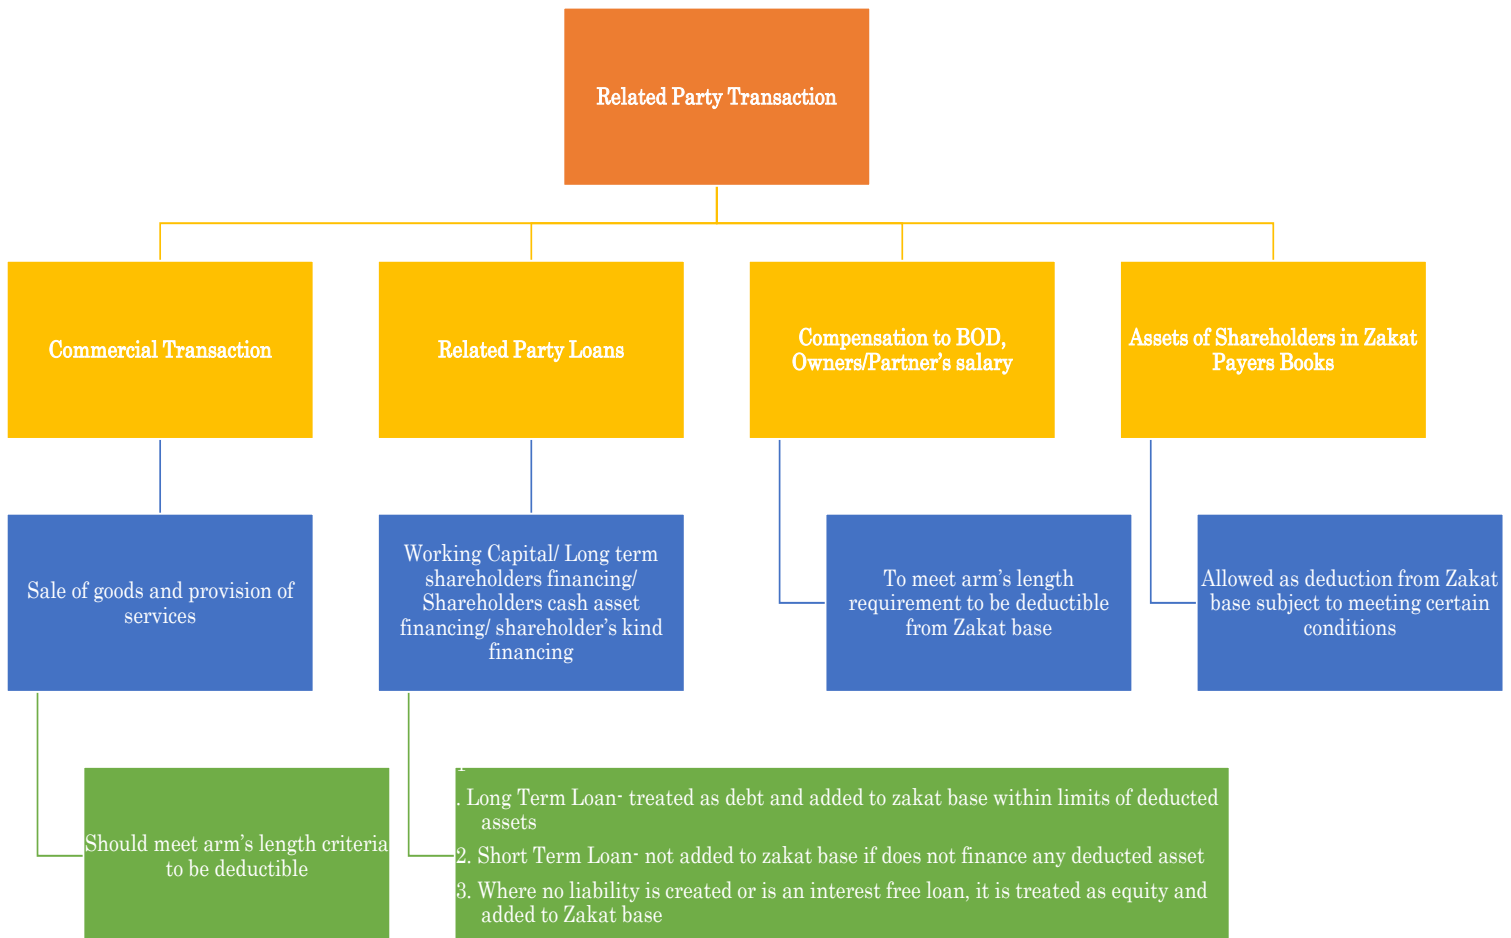 Related Party Transaction
Commercial Transaction
Related Party Loans
Compensation to BOD,
Owners/Partner's salary
Assets of Shareholders in Zakat
Payers Books
Sale of goods and provision of
services
Working Capital/ Long term
shareholders financing/
Shareholders cash asset
financing/ shareholder's kind
financing
To meet arm's length
requirement to be deductible
from Zakat base
Allowed as deduction from Zakat
base subject to meeting certain
conditions
Should meet arm's length criteria
to be deductible
. Long Term Loan- treated as debt and added to zakat base within limits of deducted
assets
2. Short Term Loan- not added to zakat base if does not finance any deducted asset
3. Where no liability is created or is an interest free loan, it is treated as equity and
added to Zakat base